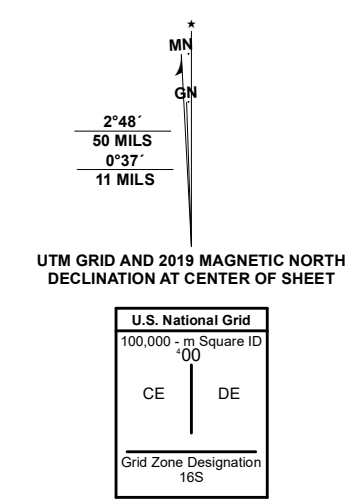 MN
GN
2°48´
50 MILS
0°37´
11 MILS
UTM GRID AND 2019 MAGNETIC NORTH
DECLINATION AT CENTER OF SHEET
U.S. National Grid
100,000 - m Square ID
⁴00
CE DE
Grid Zone Designation
16S